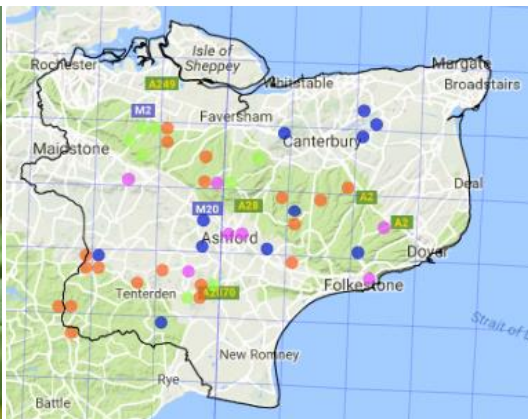 Isle of
Sheppey
Rochester
Margate
A249
Whitstable
Broadstairs
M2
Faversham
Canterbury
Maidstone
Deal
A2
M20
A28
A2
Ashford
Dover
Folkestone
Tenterden
Strait of
New Romney
Rye
Battle